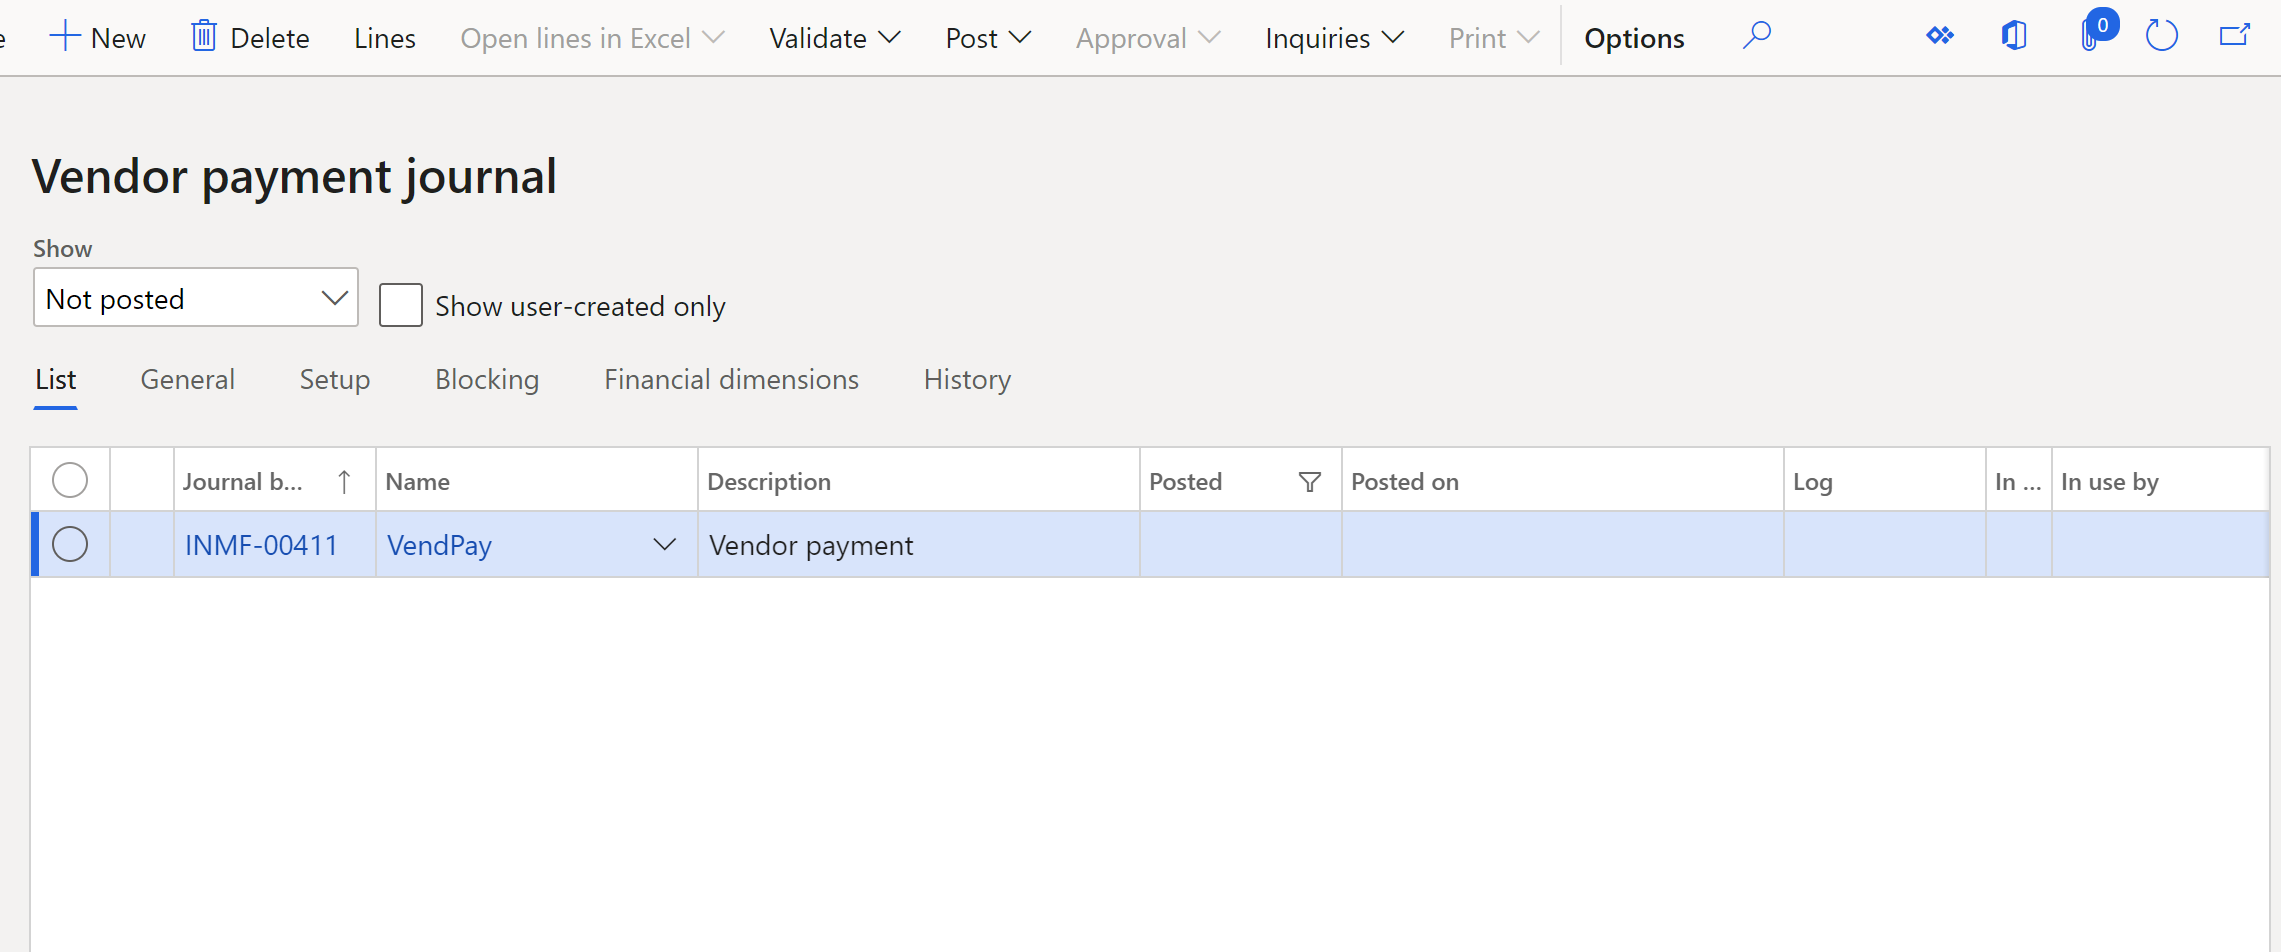 e New Delete Lines Open lines in Excel Validate Post Approval Inquiries Print Options 0
Vendor payment journal
Show
Not posted Show user-created only
List General Setup Blocking Financial dimensions History
Journal b... Name Description Posted Posted on Log In ... In use by
INMF-00411 VendPay Vendor payment